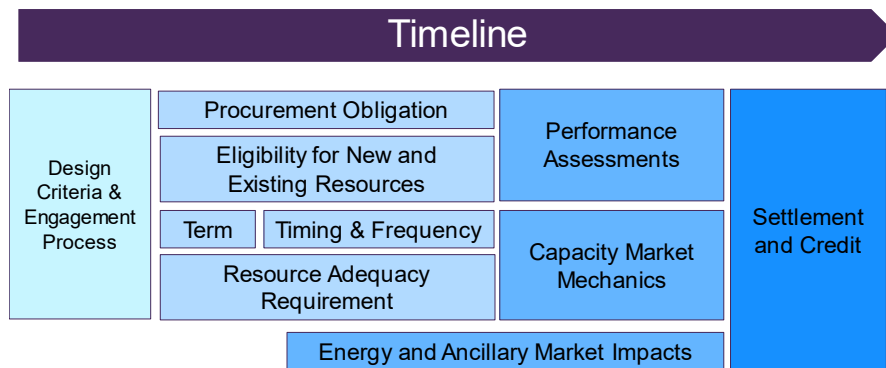 Timeline
Design
Criteria &
Engagement
Process
Procurement Obligation
Eligibility for New and
Existing Resources
Term
Timing & Frequency
Resource Adequacy
Requirement
Performance
Assessments
Capacity Market
Mechanics
Energy and Ancillary Market Impacts
Settlement
and Credit